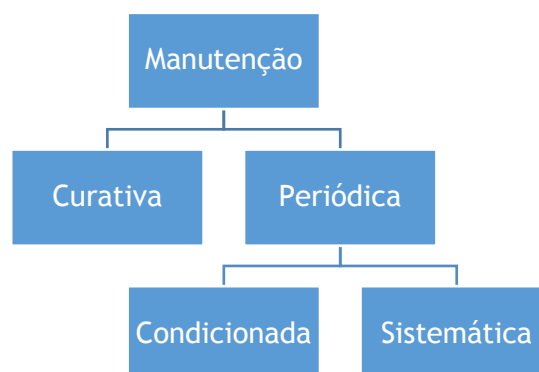 Manutenção
Curativa
Periódica
Condicionada
Sistemática